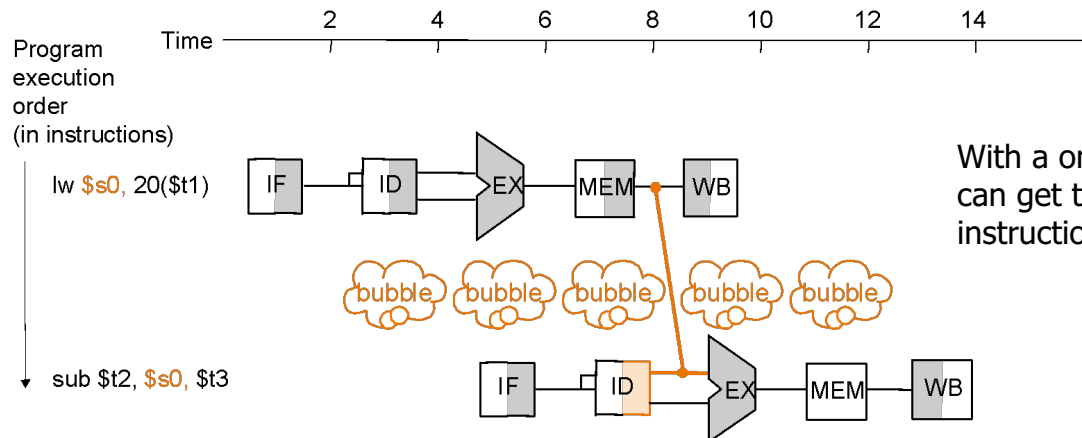 2 4 6 8 10 12 14
Time
Program
execution
order
(in instructions)
lw $s0, 20($t1)
IF ID EX MEM WB
With a
can get
instructio
bubble bubble bubble bubble bubble
sub $t2, $s0, $t3
IF ID EX MEM WB